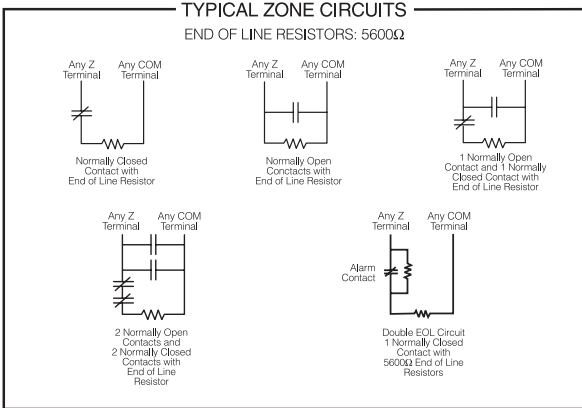 TYPICAL ZONE CIRCUITS
END OF LINE RESISTORS: 5600Ω
Any Z
Terminal
Any COM
Terminal
Normally Closed
Contact with
End of Line Resistor
Any Z
Terminal
Any COM
Terminal
Normally Open
Conctacts with
End of Line Resistor
Any Z
Terminal
Any COM
Terminal
1 Normally Open
Contact and 1 Normally
Closed Contact with
End of Line Resistor
Any Z
Terminal
Any COM
Terminal
2 Normally Open
Contacts and
2 Normally Closed
Contacts with
End of Line
Resistor
Any Z
Terminal
Any COM
Terminal
Alarm
Contact
Double EOL Circuit
1 Normally Closed
Contact with
5600Ω End of Line
Resistors